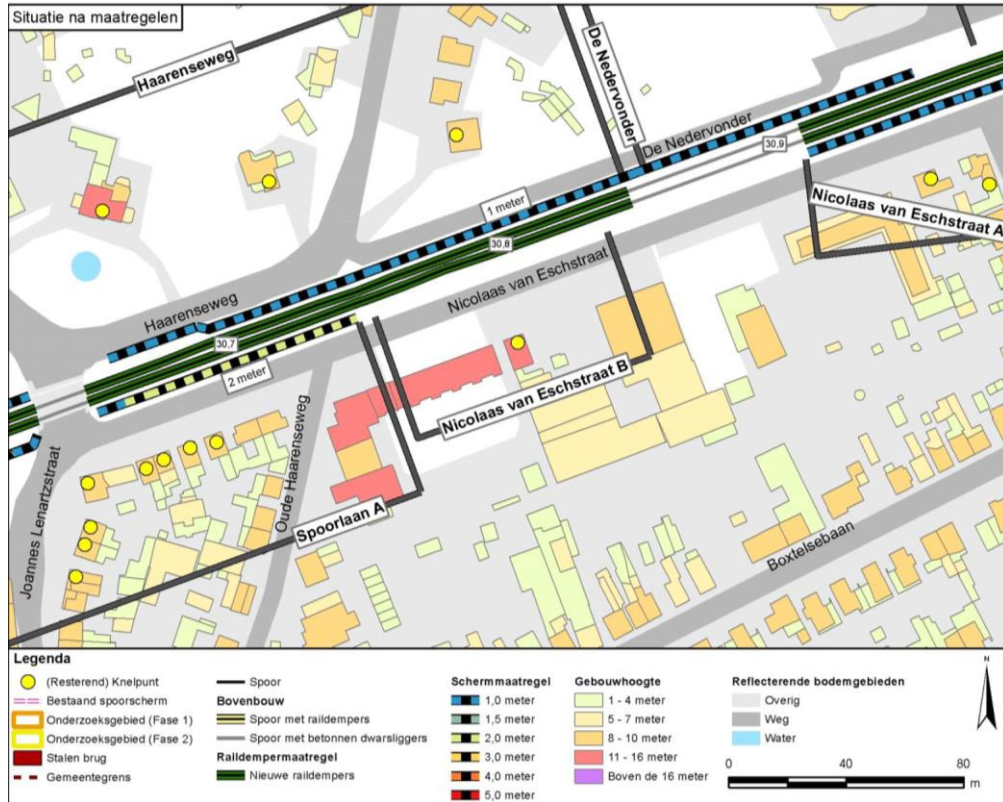 Situatie na maatregelen
Haarenseweg
De Nedervonder
De Nedervonder
30,9
Nicolaas van Eschstraat A
1 meter
30,8
Nicolaas van Eschstraat
Haarenseweg
30,7
2 meter
Nicolaas van Eschstraat B
Joannes Lenartzstraat
Oude Haarenseweg
Spoorlaan A
Boxtelsebaan
Legenda
(Resterend) Knelpunt
Bestaand spoorscherm
Onderzoeksgebied (Fase 1)
Onderzoeksgebied (Fase 2)
Stalen brug
Gemeentegrens
Spoor
Bovenbouw
Spoor met raildempers
Spoor met betonnen dwarsliggers
Raildempermaatregel
Nieuwe raildempers
Schermmaatregel
1,0 meter
1,5 meter
2,0 meter
3,0 meter
4,0 meter
5,0 meter
Gebouwhoogte
1 - 4 meter
5 - 7 meter
8 - 10 meter
11 - 16 meter
Boven de 16 meter
Reflecterende bodemgebieden
Overig
Weg
Water
N
0 40 80
m